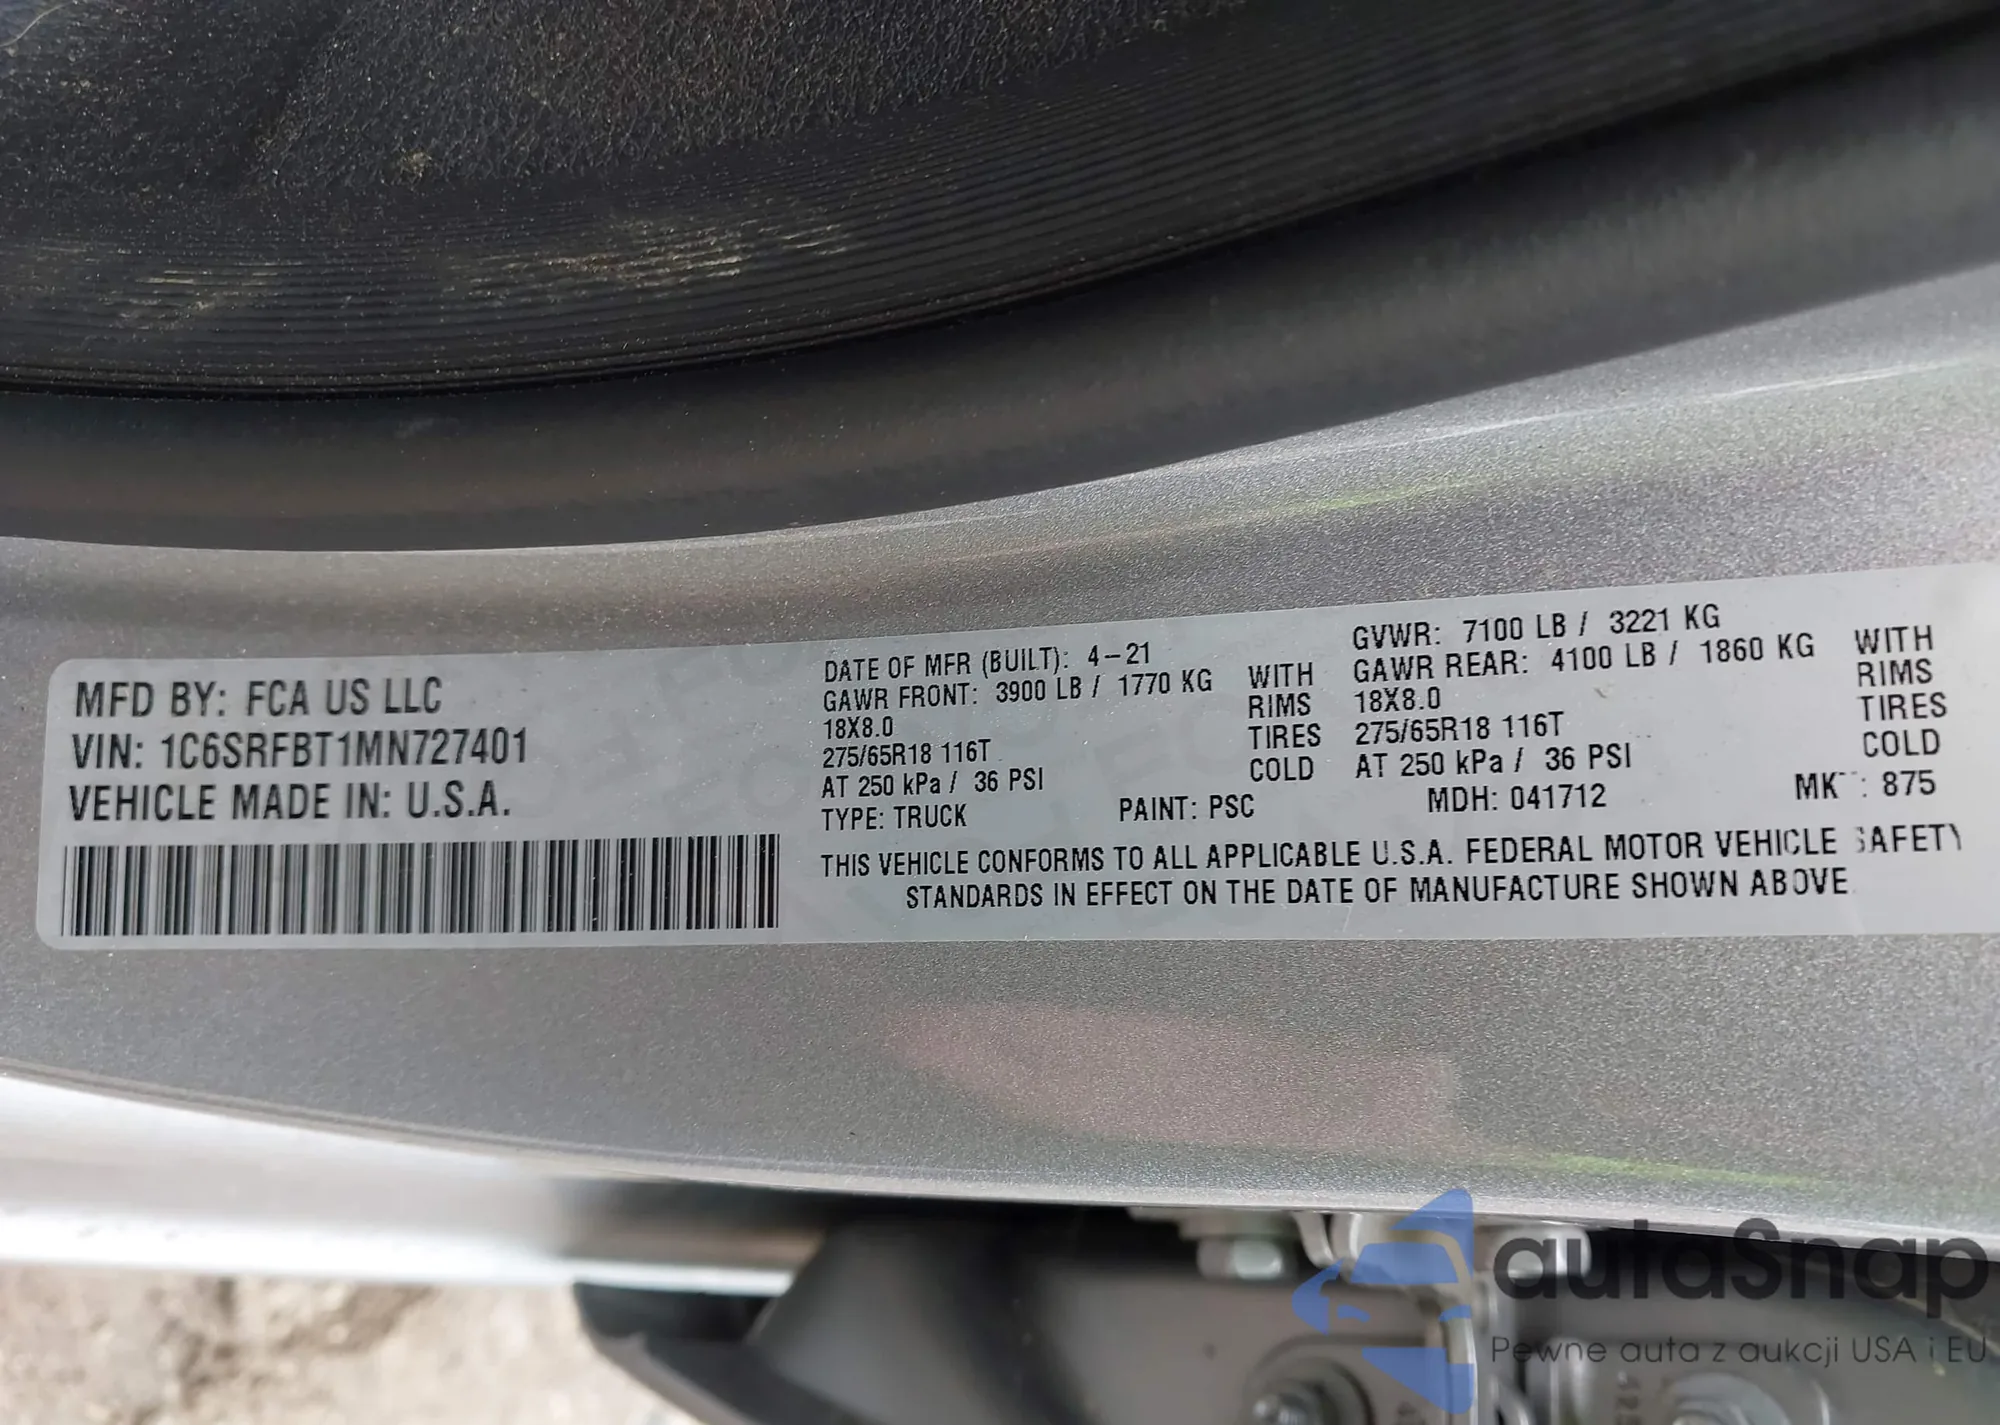 MFD BY: FCA US LLC
VIN: 1C6SRFBT1MN727401
VEHICLE MADE IN: U.S.A.
DATE OF MFR (BUILT): 4-21
GAWR FRONT: 3900 LB / 1770 KG WITH
18X8.0 RIMS
275/65R18 116T TIRES
AT 250 kPa / 36 PSI COLD
GVWR: 7100 LB / 3221 KG
GAWR REAR: 4100 LB / 1860 KG WITH
18X8.0 RIMS
275/65R18 116T TIRES
AT 250 kPa / 36 PSI COLD
TYPE: TRUCK PAINT: PSC MDH: 041712 MK : 875
THIS VEHICLE CONFORMS TO ALL APPLICABLE U.S.A. FEDERAL MOTOR VEHICLE SAFETY
STANDARDS IN EFFECT ON THE DATE OF MANUFACTURE SHOWN ABOVE
autaSnap
Pewne auta z aukcji USA i EU